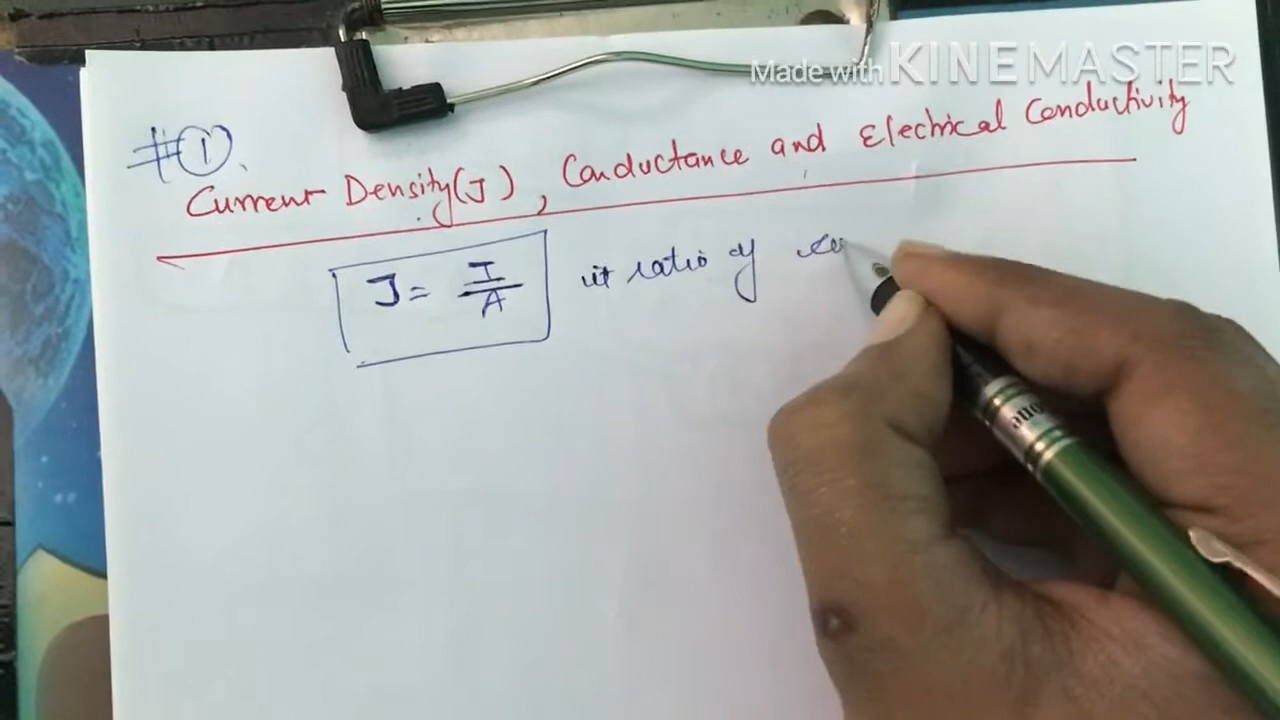 Made with KINEMASTER
#1.
Current Density(J), Conductance and Electrical Conductivity
J = I/A it ratio of